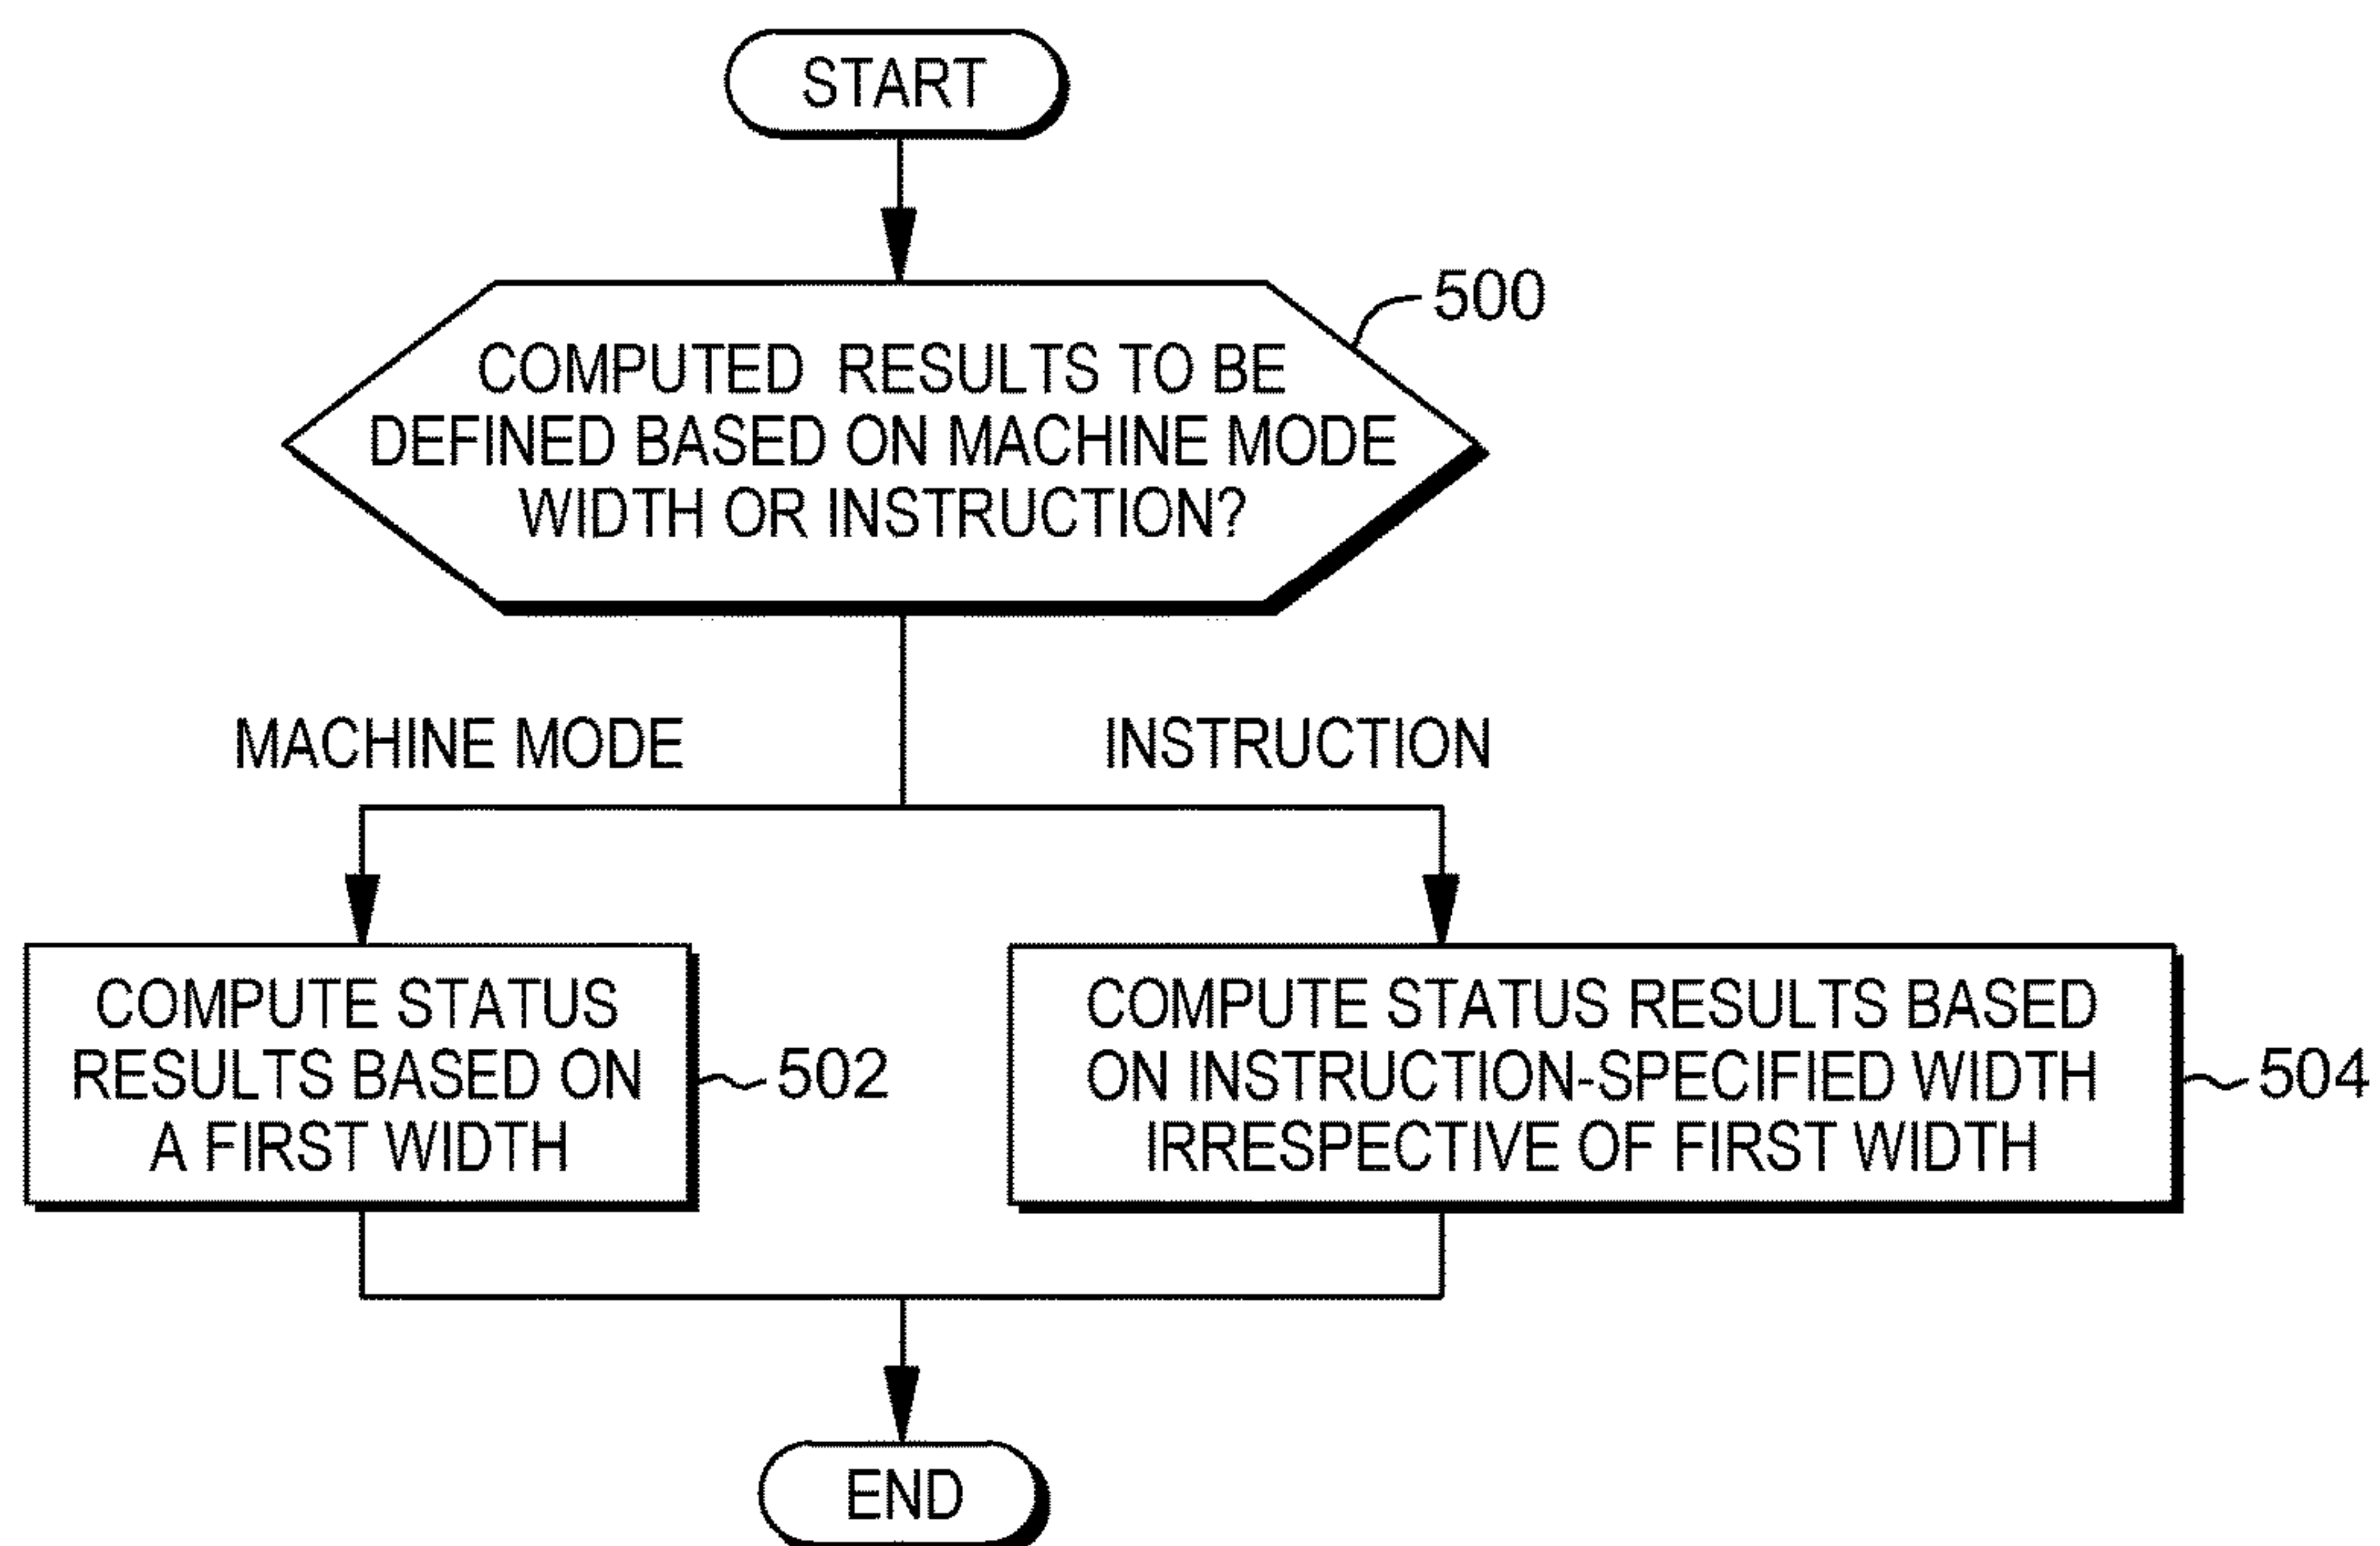 START
500
COMPUTED RESULTS TO BE
DEFINED BASED ON MACHINE MODE
WIDTH OR INSTRUCTION?
MACHINE MODE
INSTRUCTION
COMPUTE STATUS
RESULTS BASED ON
A FIRST WIDTH
502
COMPUTE STATUS RESULTS BASED
ON INSTRUCTION-SPECIFIED WIDTH
IRRESPECTIVE OF FIRST WIDTH
504
END